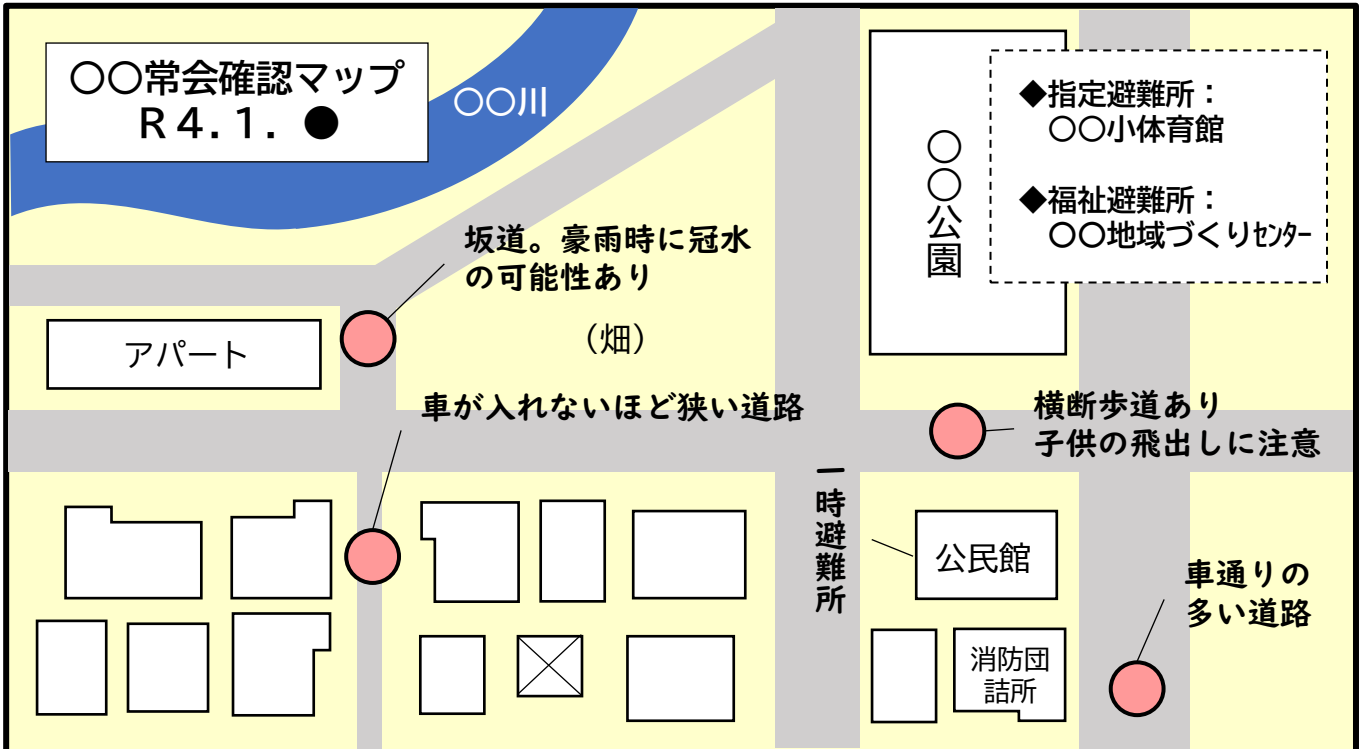 〇〇常会確認マップ
R4.1.●
〇〇川
〇〇公園
◆指定避難所：
〇〇小体育館
◆福祉避難所：
〇〇地域づくりｾﾝﾀｰ
坂道。豪雨時に冠水
の可能性あり
（畑）
アパート
車が入れないほど狭い道路
横断歩道あり
子供の飛出しに注意
一時避難所
公民館
車通りの
多い道路
消防団
詰所